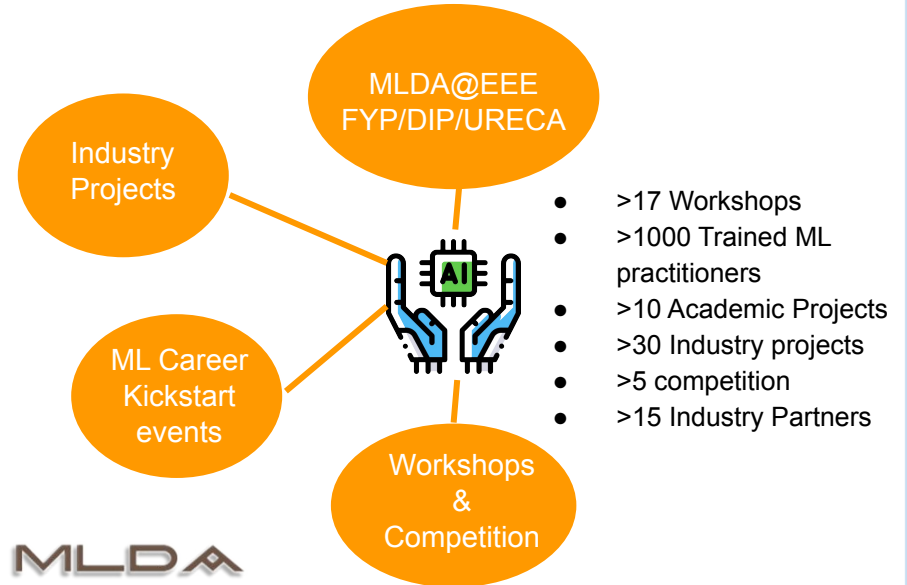 MLDA@EEE
FYP/DIP/URECA
Industry
Projects
AI
ML Career
Kickstart
events
Workshops
&
Competition
● >17 Workshops
● >1000 Trained ML
practitioners
● >10 Academic Projects
● >30 Industry projects
● >5 competition
● >15 Industry Partners
MLDA